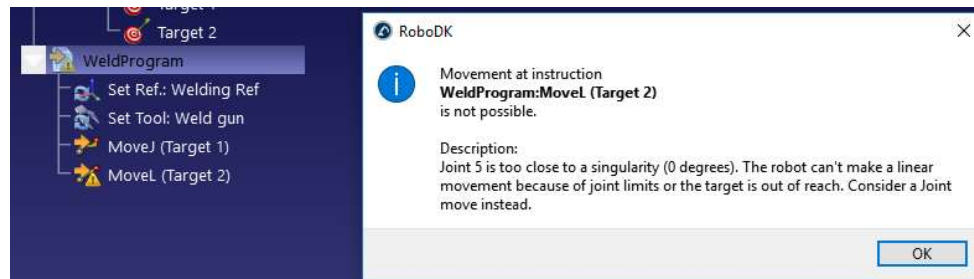 Target 2
WeldProgram
Set Ref.: Welding Ref
Set Tool: Weld gun
MoveJ (Target 1)
MoveL (Target 2)
RoboDK
Movement at instruction
WeldProgram:MoveL (Target 2)
is not possible.
Description:
Joint 5 is too close to a singularity (0 degrees). The robot can't make a linear
movement because of joint limits or the target is out of reach. Consider a Joint
move instead.
OK